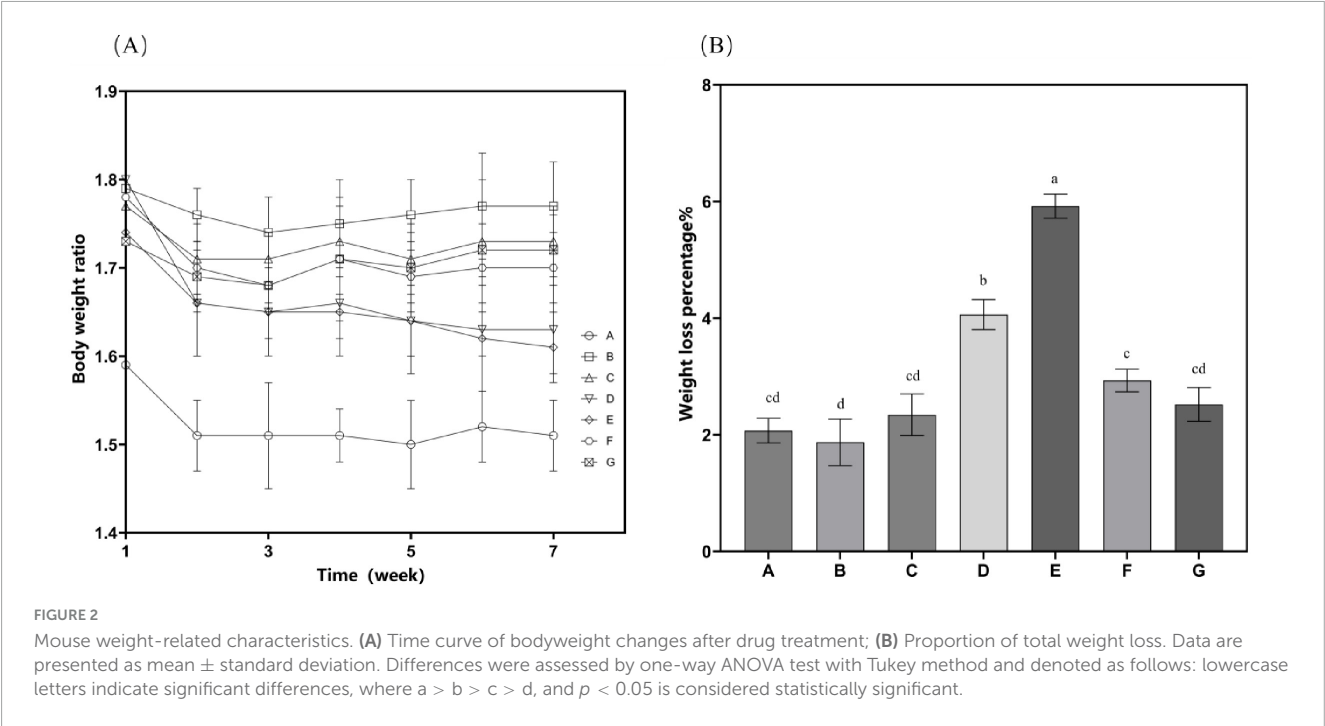 (A)
1.9
1.8
1.7
1.6
1.5
1.4
Body weight ratio
1 3 5 7
Time (week)
A
B
C
D
E
F
G
(B)
8
6
4
2
0
Weight loss percentage%
cd
d
cd
b
a
c
cd
A B C D E F G
FIGURE 2
Mouse weight-related characteristics. (A) Time curve of bodyweight changes after drug treatment; (B) Proportion of total weight loss. Data are
presented as mean ± standard deviation. Differences were assessed by one-way ANOVA test with Tukey method and denoted as follows: lowercase
letters indicate significant differences, where a > b > c > d, and p < 0.05 is considered statistically significant.